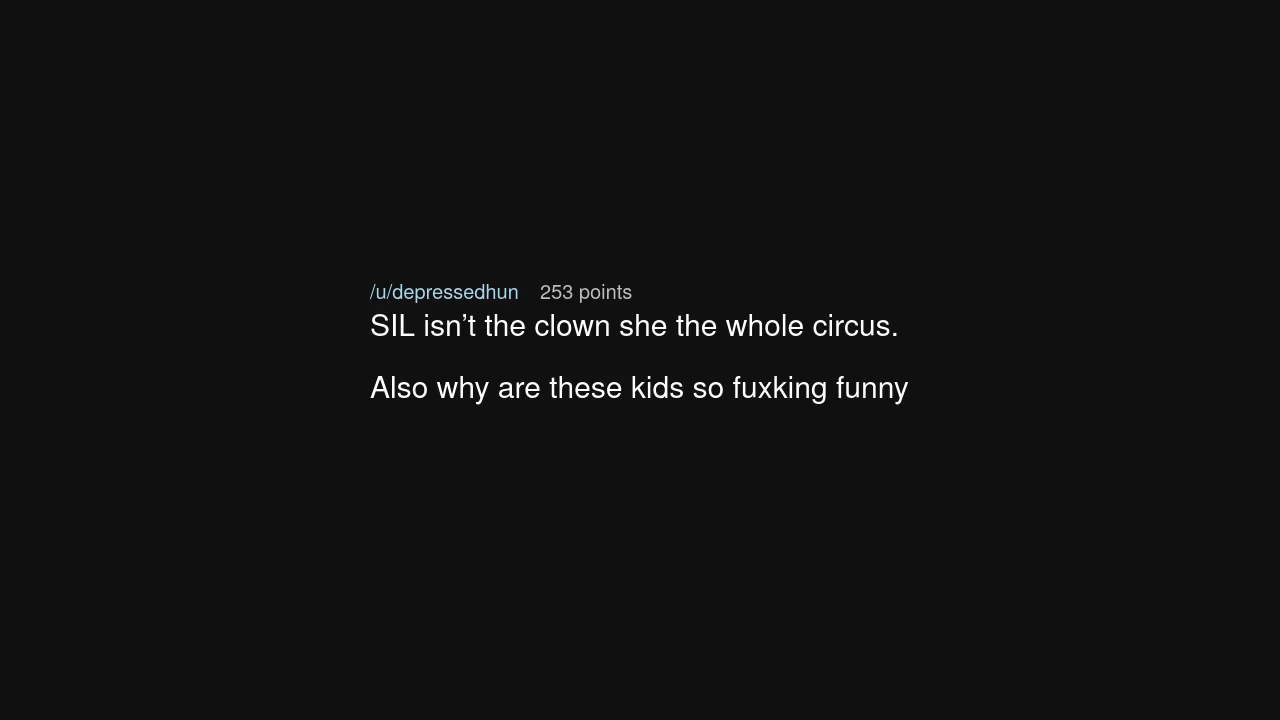 /u/depressedhun 253 points
SIL isn’t the clown she the whole circus.
Also why are these kids so fuxking funny